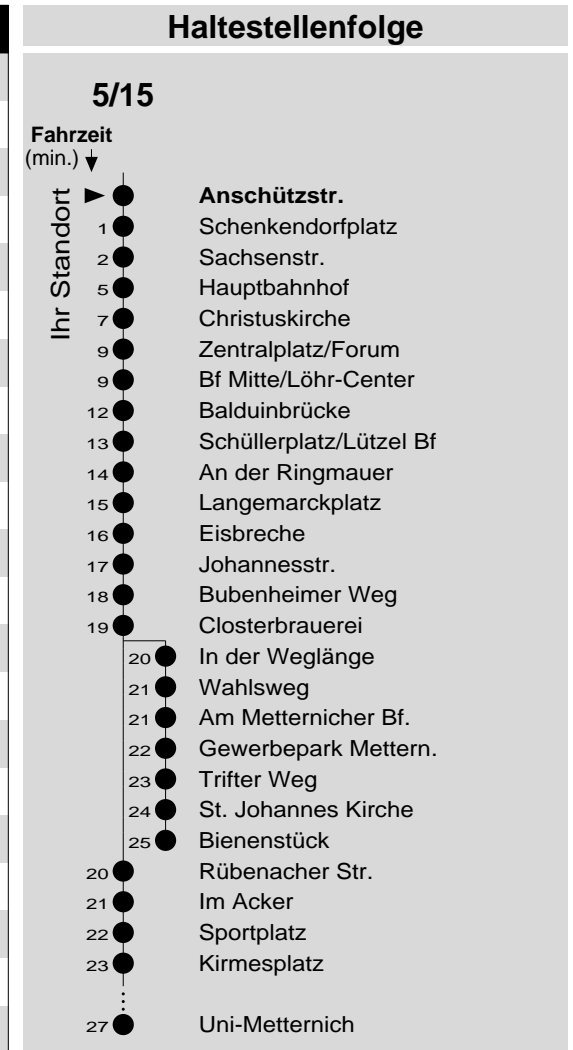 Haltestellenfolge
5/15
Fahrzeit
(min.)
Ihr Standort
Anschützstr.
1 Schenkendorfplatz
2 Sachsenstr.
5 Hauptbahnhof
7 Christuskirche
9 Zentralplatz/Forum
9 Bf Mitte/Löhr-Center
12 Balduinbrücke
13 Schüllerplatz/Lützel Bf
14 An der Ringmauer
15 Langemarckplatz
16 Eisbreche
17 Johannesstr.
18 Bubenheimer Weg
19 Closterbrauerei
20 In der Weglänge
21 Wahlsweg
21 Am Metternicher Bf.
22 Gewerbepark Mettern.
23 Trifter Weg
24 St. Johannes Kirche
25 Bienenstück
20 Rübenacher Str.
21 Im Acker
22 Sportplatz
23 Kirmesplatz
27 Uni-Metternich